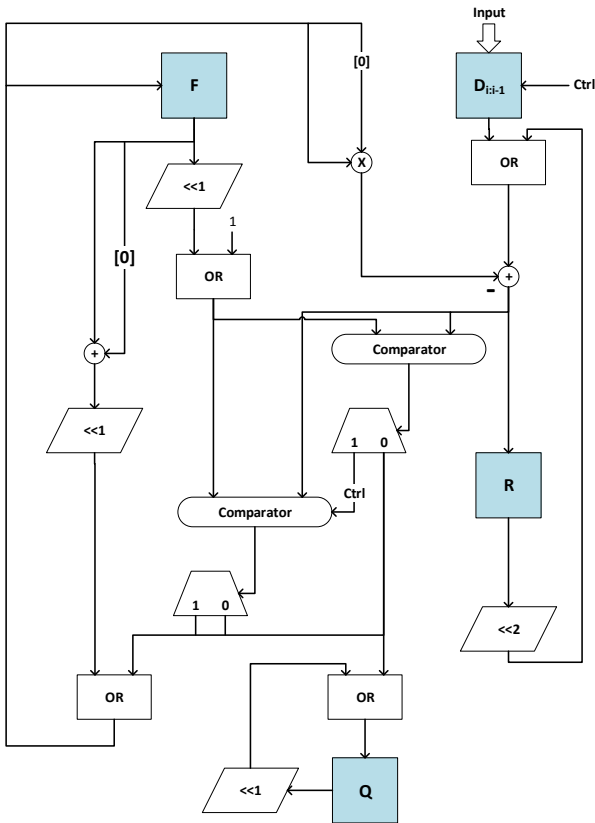 Input
[0]
F
D i:i-1
Ctrl
OR
X
<<1
1
[0]
OR
+
-
Comparator
+
<<1
1 0
Ctrl
R
Comparator
1 0
<<2
OR
OR
<<1
Q